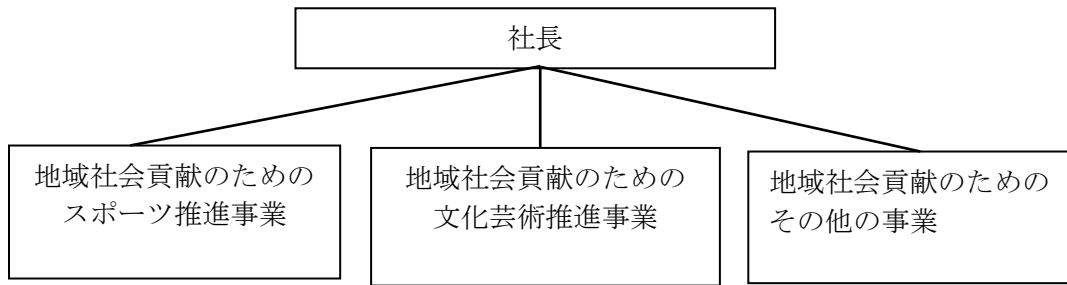 社長
地域社会貢献のための
スポーツ推進事業
地域社会貢献のための
文化芸術推進事業
地域社会貢献のための
その他の事業